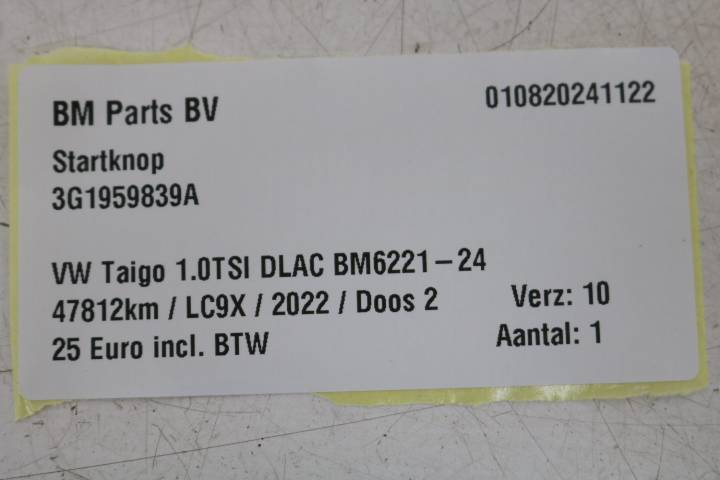 BM Parts BV 010820241122
Startknop
3G1959839A
VW Taigo 1.0TSI DLAC BM6221-24
47812km / LC9X / 2022 / Doos 2 Verz: 10
25 Euro incl. BTW Aantal: 1